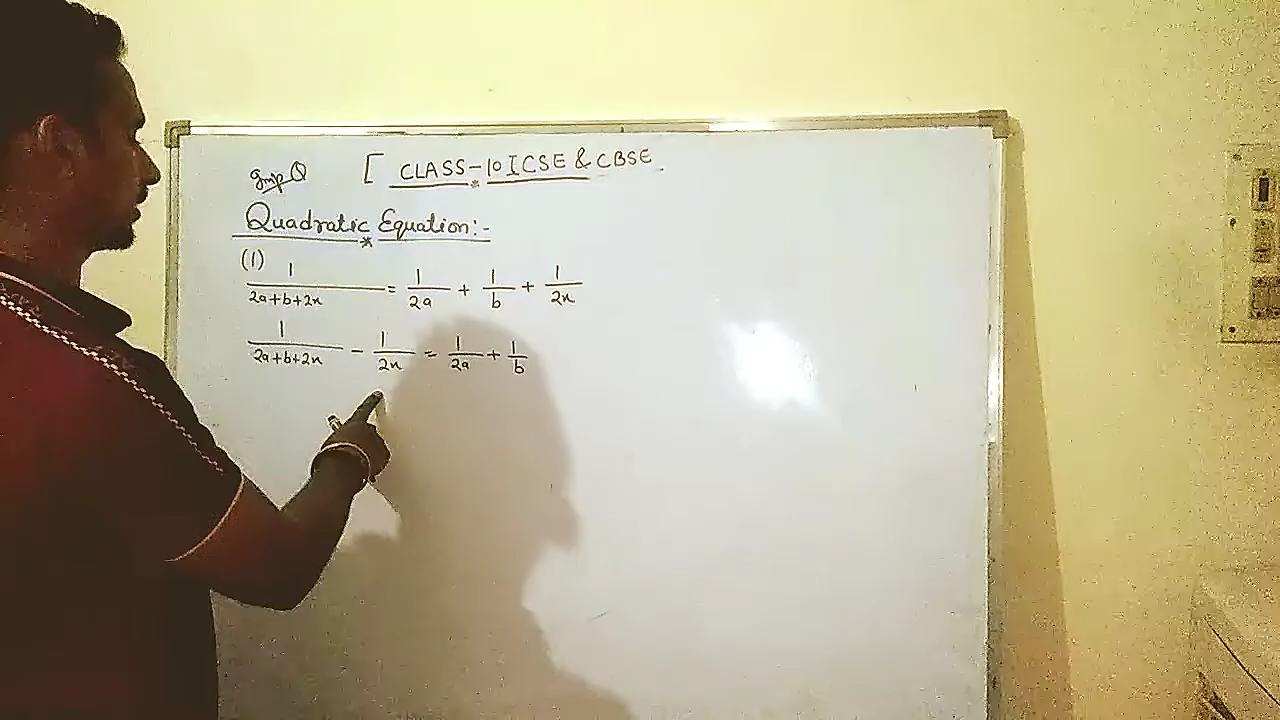 Imp Q [ CLASS-10 ICSE & CBSE
Quadratic Equation:-
(1) 1/(2a+b+2x) = 1/2a + 1/b + 1/2x
1/(2a+b+2x) - 1/2x = 1/2a + 1/b